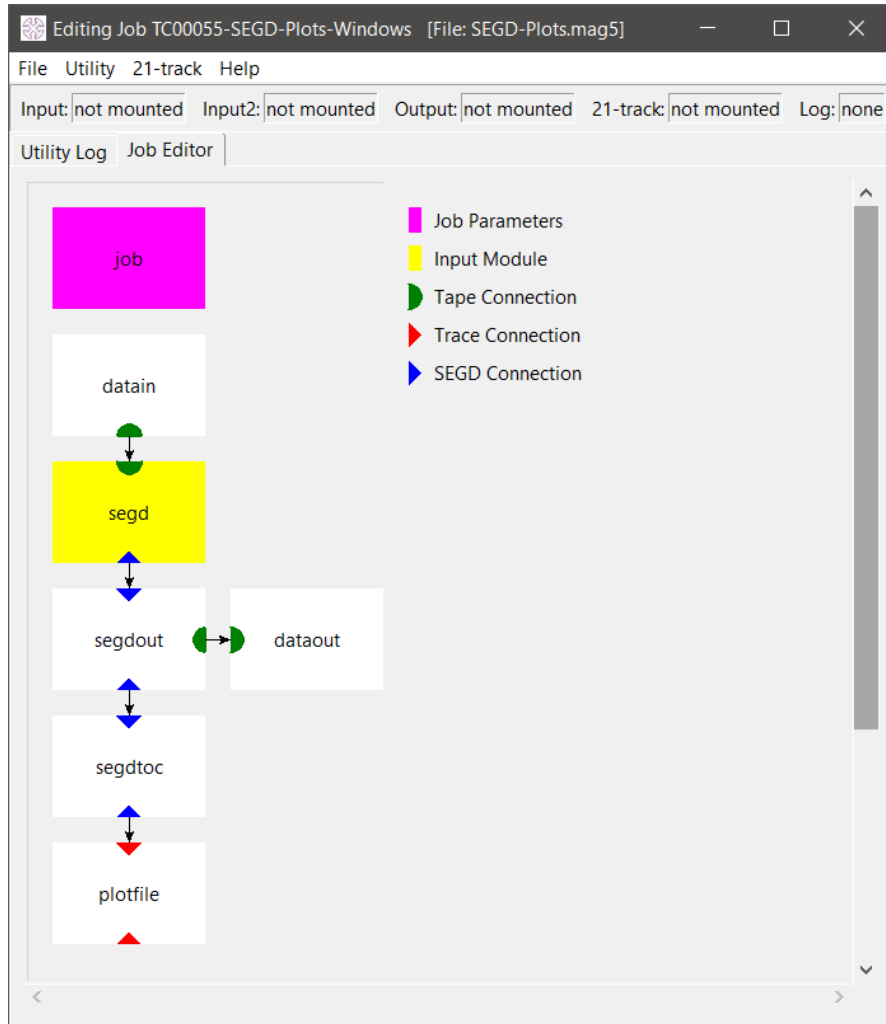 Editing Job TC00055-SEGD-Plots-Windows [File: SEGD-Plots.mag5]
File Utility 21-track Help
Input: not mounted Input2: not mounted Output: not mounted 21-track: not mounted Log: none
Utility Log Job Editor
job
Job Parameters
Input Module
Tape Connection
Trace Connection
SEGD Connection
datain
segd
segdout dataout
segdtoc
plotfile